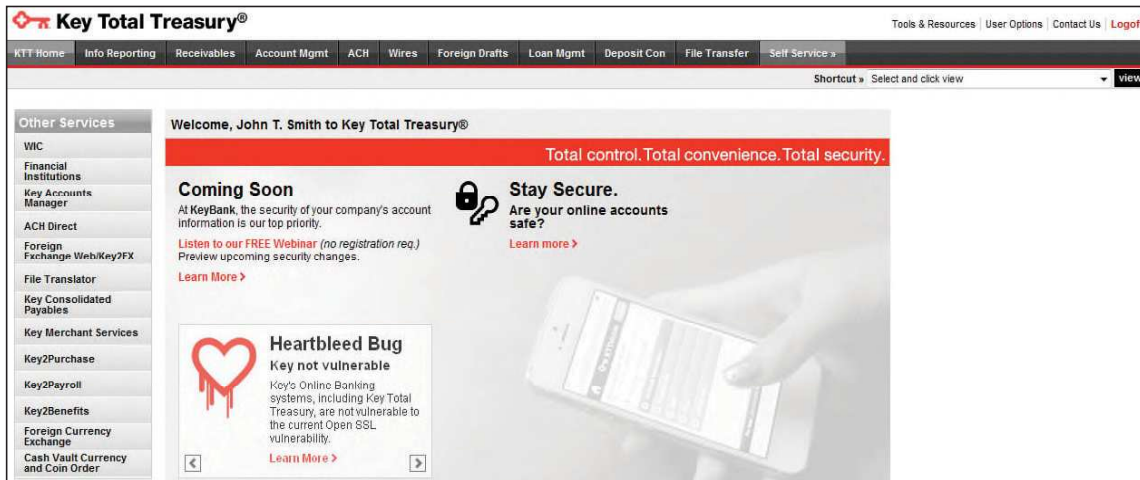 Key Total Treasury®
Tools & Resources | User Options | Contact Us | Logof
KTT Home Info Reporting Receivables Account Mgmt ACH Wires Foreign Drafts Loan Mgmt Deposit Con File Transfer Self Service »
Shortcut » Select and click view view
Other Services
WIC
Financial
Institutions
Key Accounts
Manager
ACH Direct
Foreign
Exchange Web/Key2FX
File Translator
Key Consolidated
Payables
Key Merchant Services
Key2Purchase
Key2Payroll
Key2Benefits
Foreign Currency
Exchange
Cash Vault Currency
and Coin Order
Welcome, John T. Smith to Key Total Treasury®
Total control. Total convenience. Total security.
Coming Soon
At KeyBank, the security of your company's account
information is our top priority.
Listen to our FREE Webinar (no registration req.)
Preview upcoming security changes.
Learn More >
Stay Secure.
Are your online accounts
safe?
Learn more >
Heartbleed Bug
Key not vulnerable
Key's Online Banking
systems, including Key Total
Treasury, are not vulnerable to
the current Open SSL
vulnerability.
Learn More >